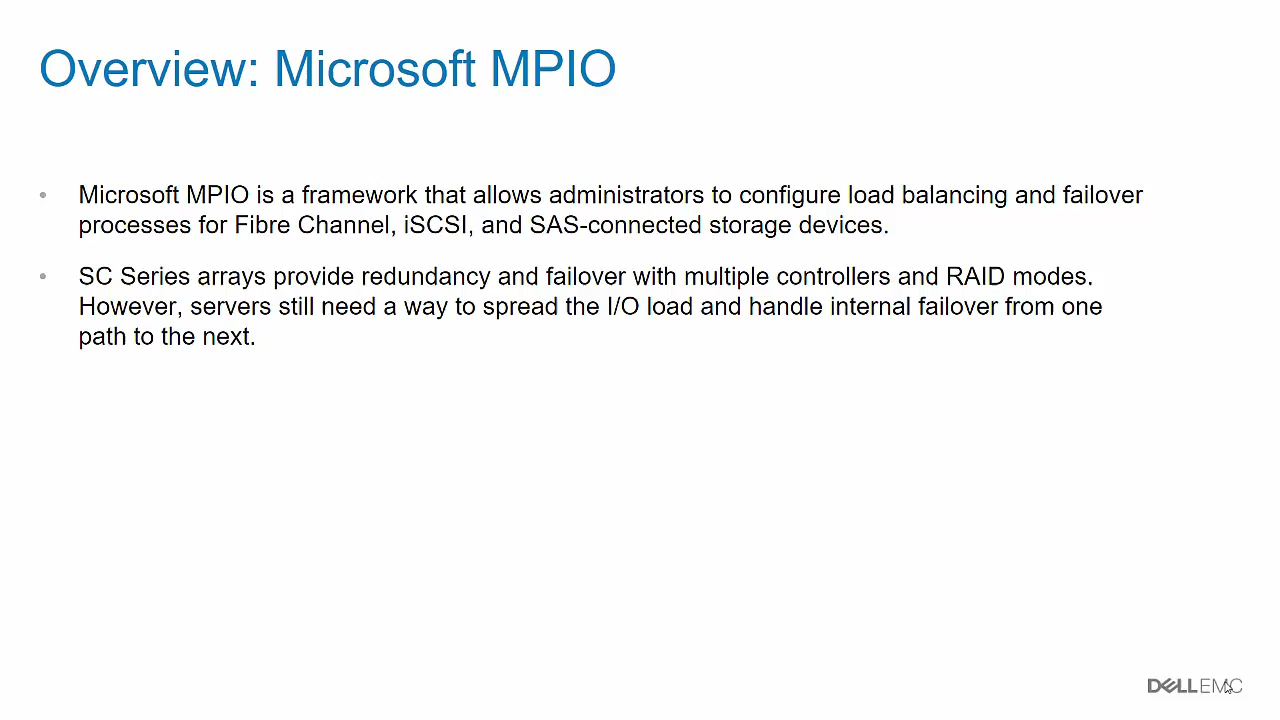 Overview: Microsoft MPIO
• Microsoft MPIO is a framework that allows administrators to configure load balancing and failover
processes for Fibre Channel, iSCSI, and SAS-connected storage devices.
• SC Series arrays provide redundancy and failover with multiple controllers and RAID modes.
However, servers still need a way to spread the I/O load and handle internal failover from one
path to the next.
DELL EMC